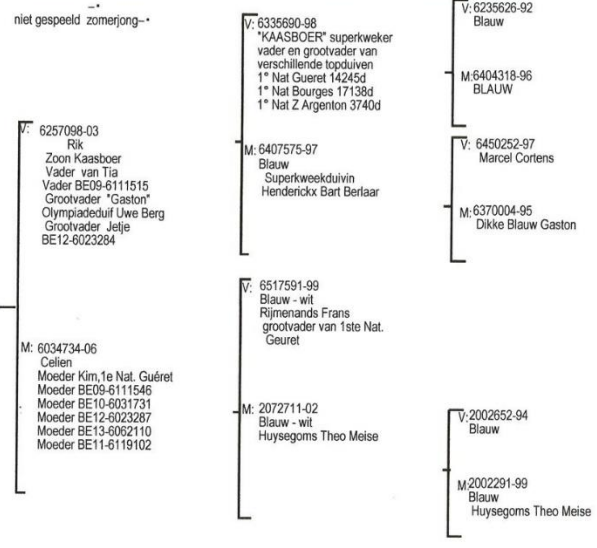 niet gespeeld zomerjong~•
V: 6257098-03
Rik
Zoon Kaasboer
Vader van Tia
Vader BE09-6111515
Grootvader "Gaston"
Olympiadeduif Uwe Berg
Grootvader Jetje
BE12-6023284
M: 6034734-06
Celien
Moeder Kim,1e Nat. Guéret
Moeder BE09-6111546
Moeder BE10-6031731
Moeder BE12-6023287
Moeder BE13-6062110
Moeder BE11-6119102
V: 6335690-98
"KAASBOER" superkweker
vader en grootvader van
verschillende topduiven
1° Nat Gueret 14245d
1° Nat Bourges 17138d
1° Nat Z Argenton 3740d
M: 6407575-97
Blauw
Superkweekduivin
Henderickx Bart Berlaar
V: 6517591-99
Blauw - wit
Rijmenands Frans
grootvader van 1ste Nat.
Geuret
M: 2072711-02
Blauw - wit
Huysegoms Theo Meise
V: 6235626-92
Blauw
M:6404318-96
BLAUW
V: 6450252-97
Marcel Cortens
M:6370004-95
Dikke Blauw Gaston
V:2002652-94
Blauw
M:2002291-99
Blauw
Huysegoms Theo Meise